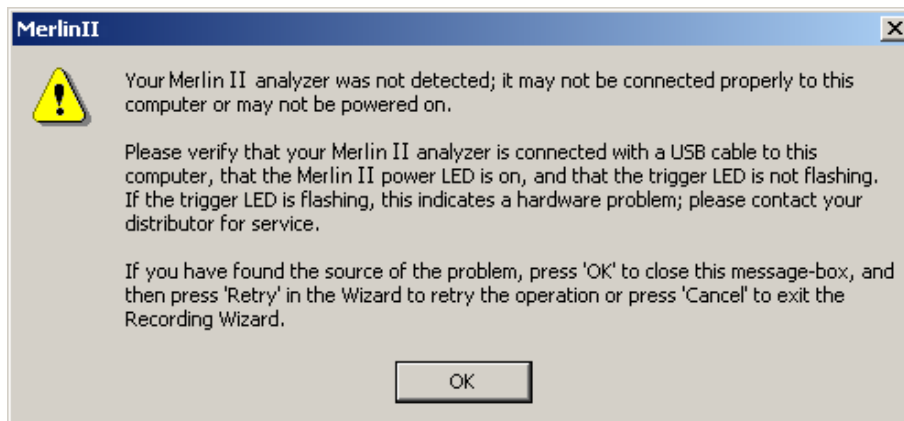 MerlinII
Your Merlin II analyzer was not detected; it may not be connected properly to this
computer or may not be powered on.
Please verify that your Merlin II analyzer is connected with a USB cable to this
computer, that the Merlin II power LED is on, and that the trigger LED is not flashing.
If the trigger LED is flashing, this indicates a hardware problem; please contact your
distributor for service.
If you have found the source of the problem, press 'OK' to close this message-box, and
then press 'Retry' in the Wizard to retry the operation or press 'Cancel' to exit the
Recording Wizard.
OK